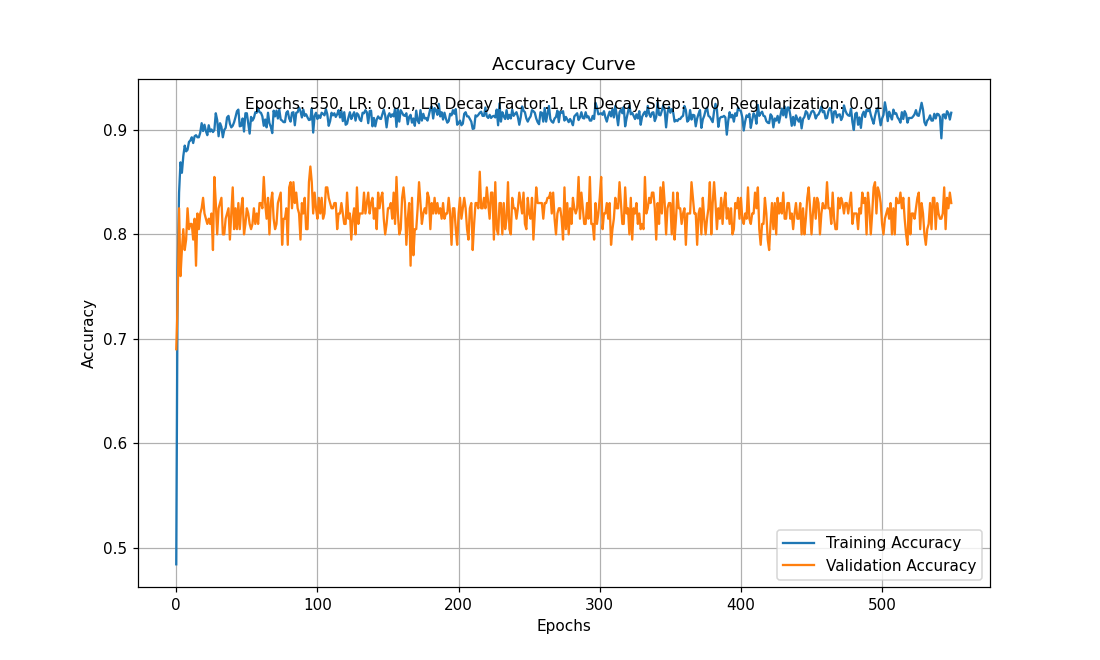 Accuracy Curve
Epochs: 550, LR: 0.01, LR Decay Factor:1, LR Decay Step: 100, Regularization: 0.01
0.9
0.8
0.7
0.6
0.5
Accuracy
Training Accuracy
Validation Accuracy
0 100 200 300 400 500
Epochs